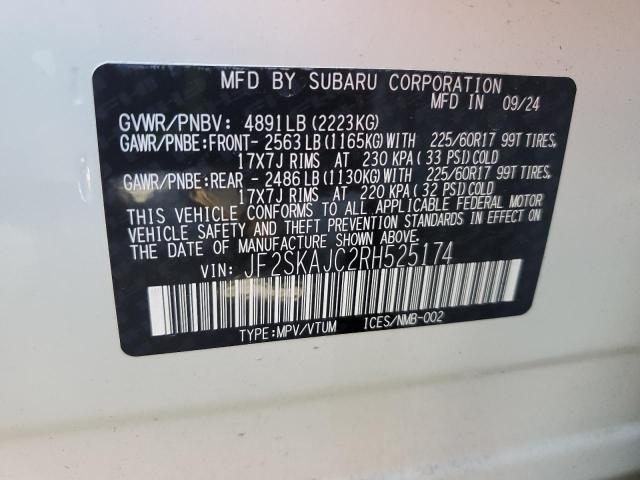 MFD BY SUBARU CORPORATION
MFD IN 09/24
GVWR/PNBV: 4891LB(2223KG)
GAWR/PNBE:FRONT- 2563LB(1165KG)WITH 225/60R17 99T TIRES,
17X7J RIMS AT 230 KPA(33 PSI)COLD
GAWR/PNBE:REAR - 2486LB(1130KG)WITH 225/60R17 99T TIRES,
17X7J RIMS AT 220 KPA(32 PSI)COLD
THIS VEHICLE CONFORMS TO ALL APPLICABLE FEDERAL MOTOR
VEHICLE SAFETY AND THEFT PREVENTION STANDARDS IN EFFECT ON
THE DATE OF MANUFACTURE SHOWN ABOVE.
VIN: JF2SKAJC2RH525174
TYPE:MPV/VTUM ICES/NMB-002